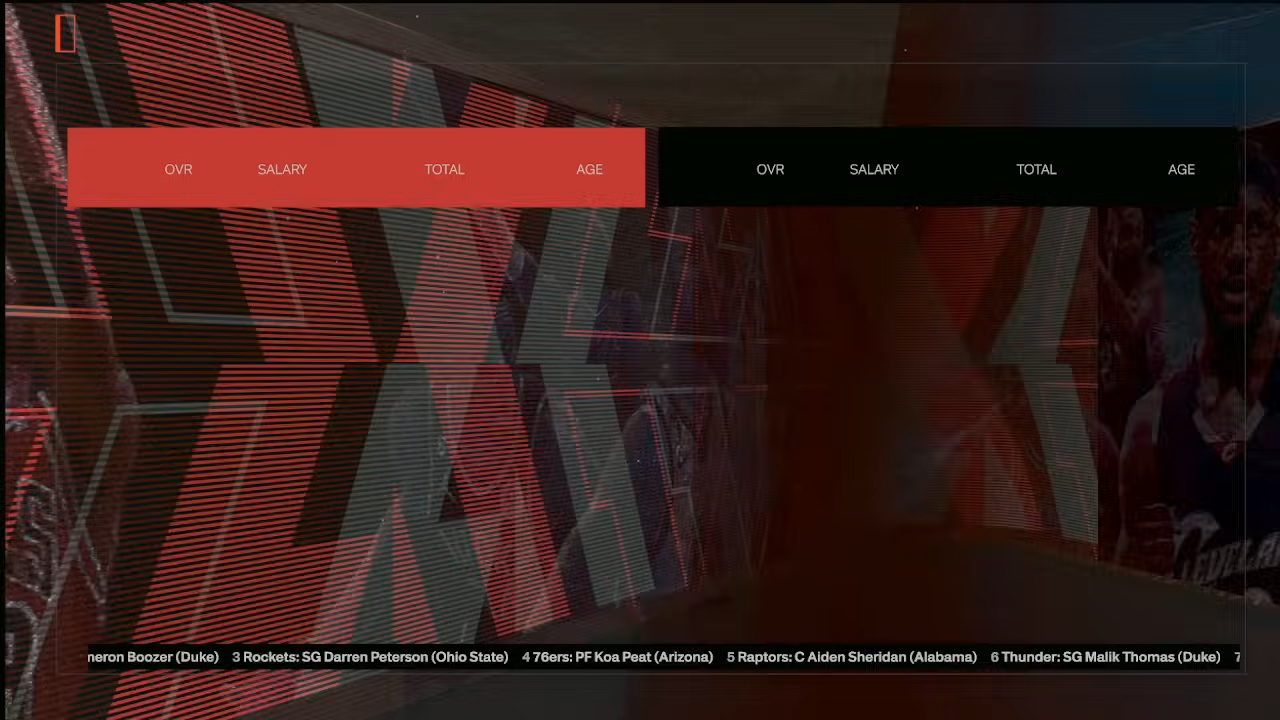 OVR SALARY TOTAL AGE OVR SALARY TOTAL AGE
neron Boozer (Duke) 3 Rockets: SG Darren Peterson (Ohio State) 4 76ers: PF Koa Peat (Arizona) 5 Raptors: C Aiden Sheridan (Alabama) 6 Thunder: SG Malik Thomas (Duke) 7